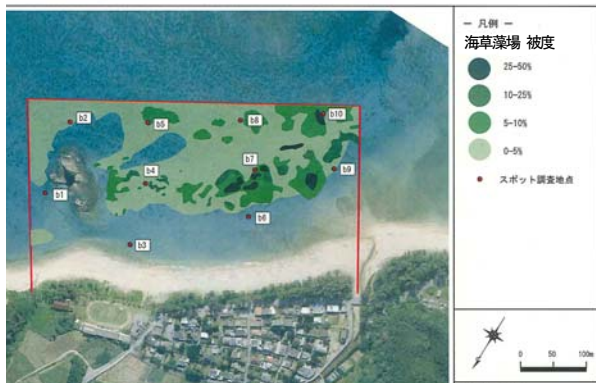 — 凡例 —
海草藻場 被度
25-50%
10-25%
5-10%
0-5%
スポット調査地点
b2
b5
b8
b10
b7
b4
b9
b1
b6
b3
0 50 100m